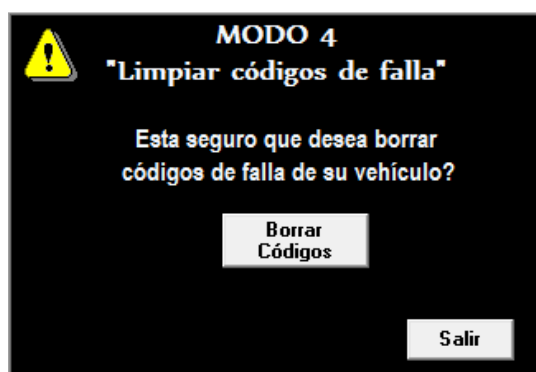 MODO 4
"Limpiar códigos de falla"
Esta seguro que desea borrar
códigos de falla de su vehículo?
Borrar
Códigos
Salir